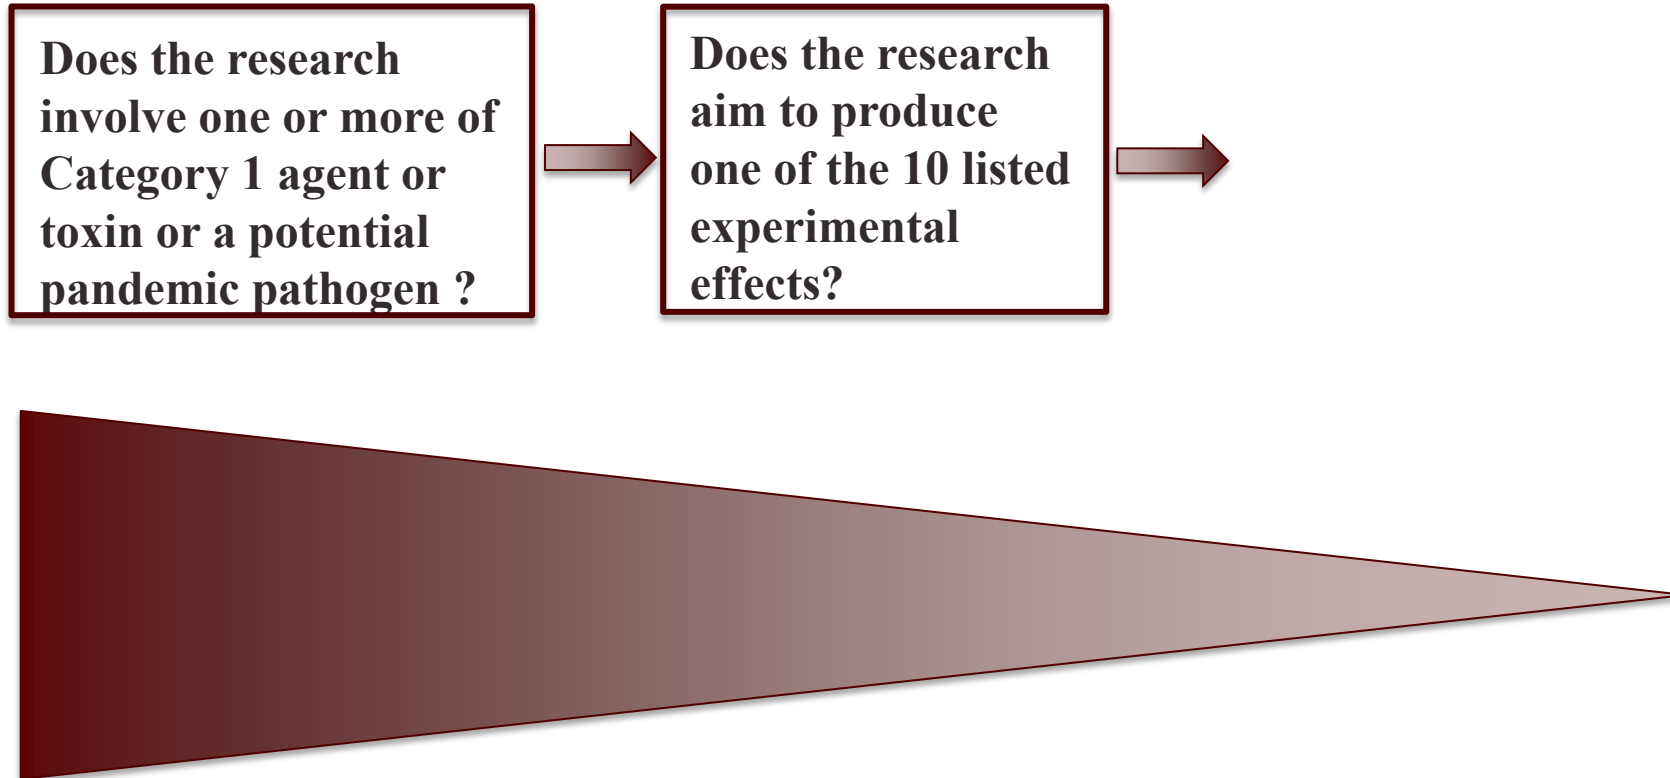 Does the research
involve one or more of
Category 1 agent or
toxin or a potential
pandemic pathogen ?
Does the research
aim to produce
one of the 10 listed
experimental
effects?